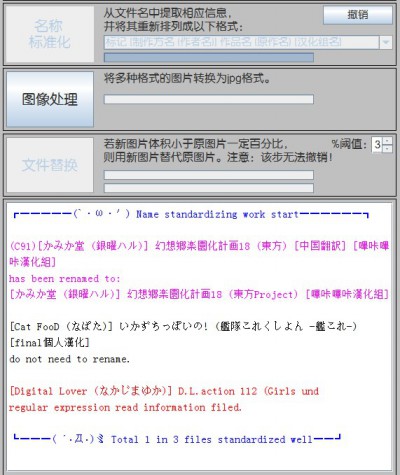 名称
标准化
从文件名中提取相应信息，
并将其重新排列成以下格式：
撤销
标记 [制作方名 (作者名)] 作品名 (原作名) [汉化组名]
图像处理
将多种格式的图片转换为jpg格式。
文件替换
若新图片体积小于原图片一定百分比，
%阈值：
3
则用新图片替代原图片。注意：该步无法撤销！
┏━━━━━━(｀・ω・′) Name standardizing work start━━━━━━━┓
(C91)[かみか堂 (銀曜ハル)] 幻想郷楽園化計画18 (東方) [中国翻訳] [嗶咔嗶
咔漢化組]
has been renamed to:
[かみか堂 (銀曜ハル)] 幻想郷楽園化計画18 (東方Project) [嗶咔嗶咔漢化組]
[Cat FooD (なぱた)] いかずちっぽいの! (艦隊これくしょん -艦これ-)
[final個人漢化]
do not need to rename.
[Digital Lover (なかじまゆか)] D.L.action 112 (Girls und
regular expression read information filed.
┗━━━━( ´・Д・)ミ Total 1 in 3 files standardized well━━━┛